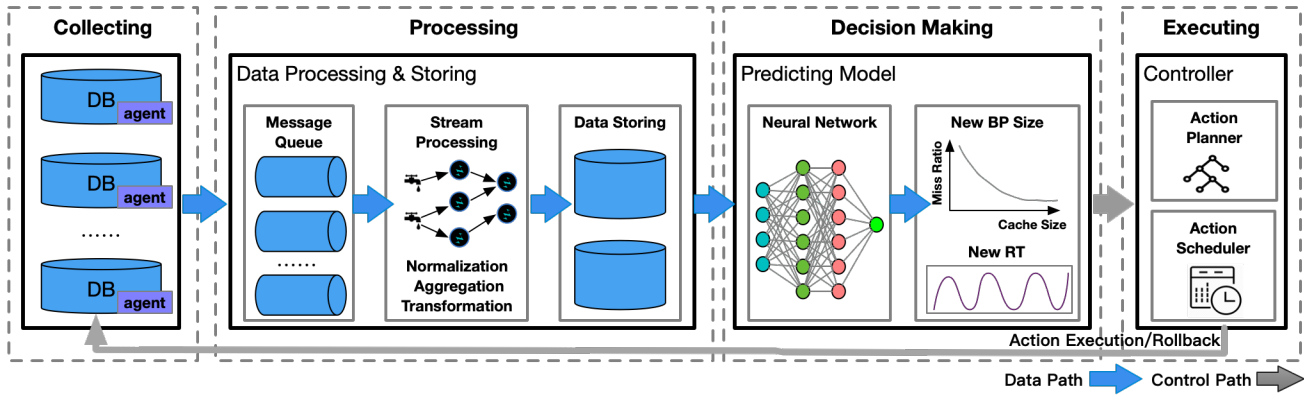 Collecting
DB
agent
DB
agent
......
DB
agent
Processing
Data Processing & Storing
Message
Queue
......
Stream
Processing
Normalization
Aggregation
Transformation
Data Storing
Decision Making
Predicting Model
Neural Network
New BP Size
Miss Ratio
Cache Size
New RT
Executing
Controller
Action
Planner
Action
Scheduler
Action Execution/Rollback
Data Path
Control Path